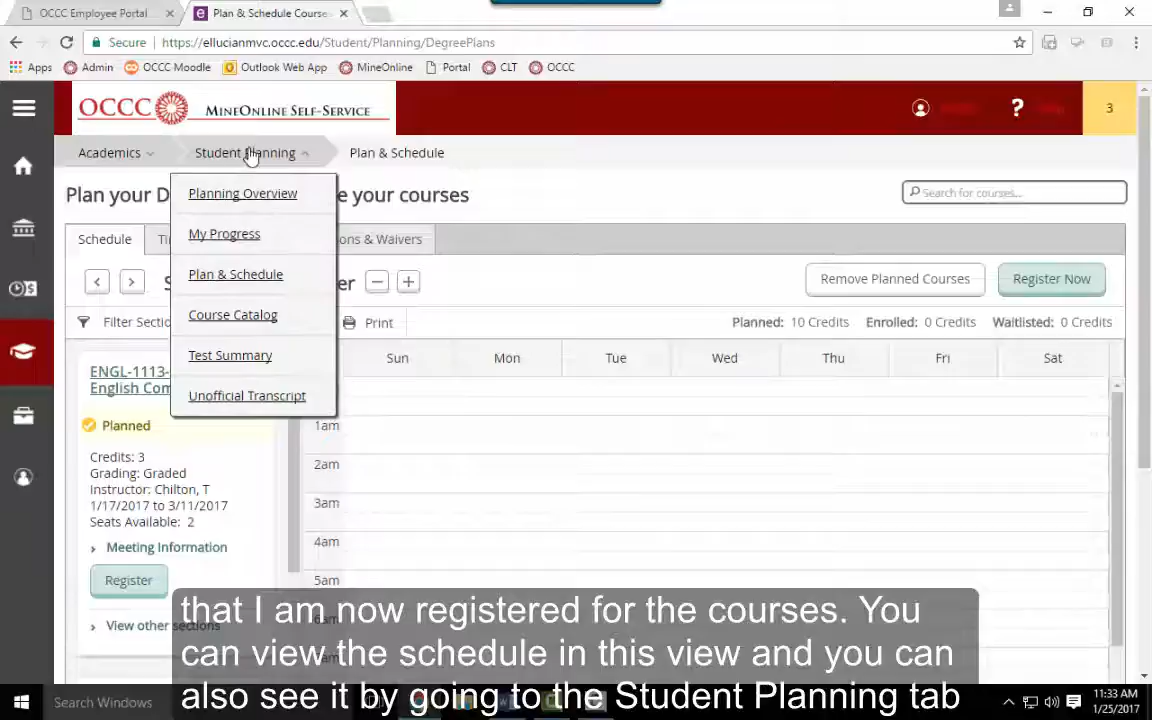 OCCC Employee Portal
Plan & Schedule Course
Secure
https://ellucianmvc.occc.edu/Student/Planning/DegreePlans
Apps
Admin
OCCC-Moodle
Outlook Web App
MineOnline
Portal
CLT
OCCC
OCCC MineOnline Self-Service
?
3
Academics
Student Planning
Plan & Schedule
Plan your D
e your courses
Search for courses...
Planning Overview
My Progress
Plan & Schedule
Course Catalog
Test Summary
Unofficial Transcript
Schedule
Ti
ons & Waivers
S
er
Remove Planned Courses
Register Now
Filter Sectio
Print
Planned: 10 Credits
Enrolled: 0 Credits
Waitlisted: 0 Credits
Sun
Mon
Tue
Wed
Thu
Fri
Sat
ENGL-1113-
English Com
Planned
Credits: 3
Grading: Graded
Instructor: Chilton, T
1/17/2017 to 3/11/2017
Seats Available: 2
Meeting Information
Register
View other sections
1am
2am
3am
4am
5am
that I am now registered for the courses. You
can view the schedule in this view and you can
also see it by going to the Student Planning tab
Search Windows
11:33 AM
1/25/2017